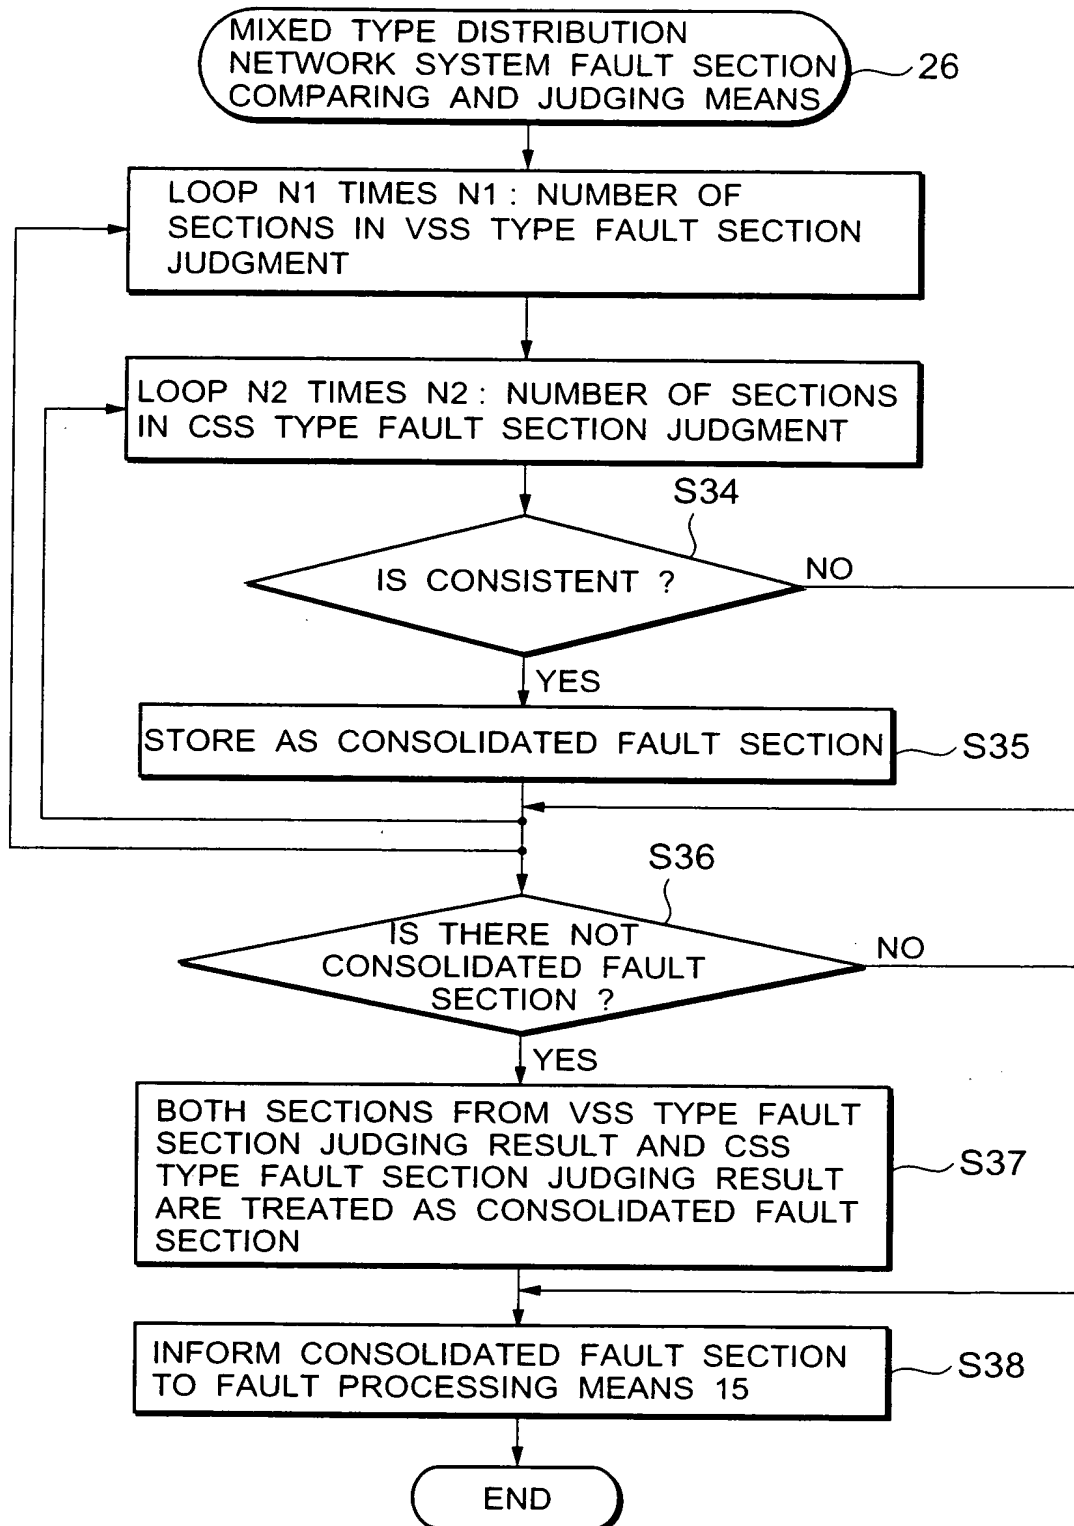 MIXED TYPE DISTRIBUTION
NETWORK SYSTEM FAULT SECTION
COMPARING AND JUDGING MEANS
26
LOOP N1 TIMES N1 : NUMBER OF
SECTIONS IN VSS TYPE FAULT SECTION
JUDGMENT
LOOP N2 TIMES N2 : NUMBER OF SECTIONS
IN CSS TYPE FAULT SECTION JUDGMENT
S34
IS CONSISTENT ?
NO
YES
STORE AS CONSOLIDATED FAULT SECTION
S35
S36
IS THERE NOT
CONSOLIDATED FAULT
SECTION ?
NO
YES
BOTH SECTIONS FROM VSS TYPE FAULT
SECTION JUDGING RESULT AND CSS
TYPE FAULT SECTION JUDGING RESULT
ARE TREATED AS CONSOLIDATED FAULT
SECTION
S37
INFORM CONSOLIDATED FAULT SECTION
TO FAULT PROCESSING MEANS 15
S38
END